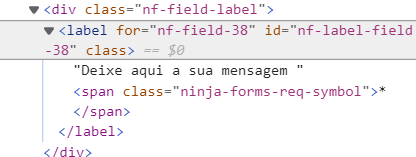 <div class="nf-field-label">
<label for="nf-field-38" id="nf-label-field
-38" class> == $0
"Deixe aqui a sua mensagem "
<span class="ninja-forms-req-symbol">*
</span>
</label>
</div>